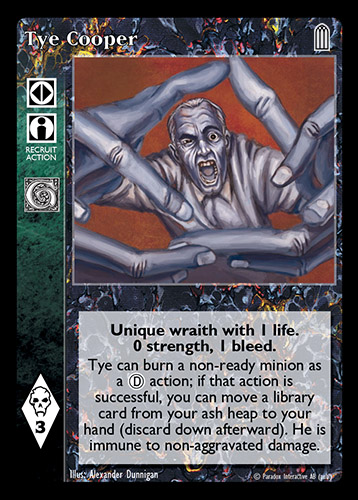 Tye Cooper
RECRUIT
ACTION
Unique wraith with 1 life.
0 strength, 1 bleed.
Tye can burn a non-ready minion as
a Ⓓ action; if that action is
successful, you can move a library
card from your ash heap to your
hand (discard down afterward). He is
immune to non-aggravated damage.
3
Illus: Alexander Dunnigan
© Paradox Interactive AB (publ)